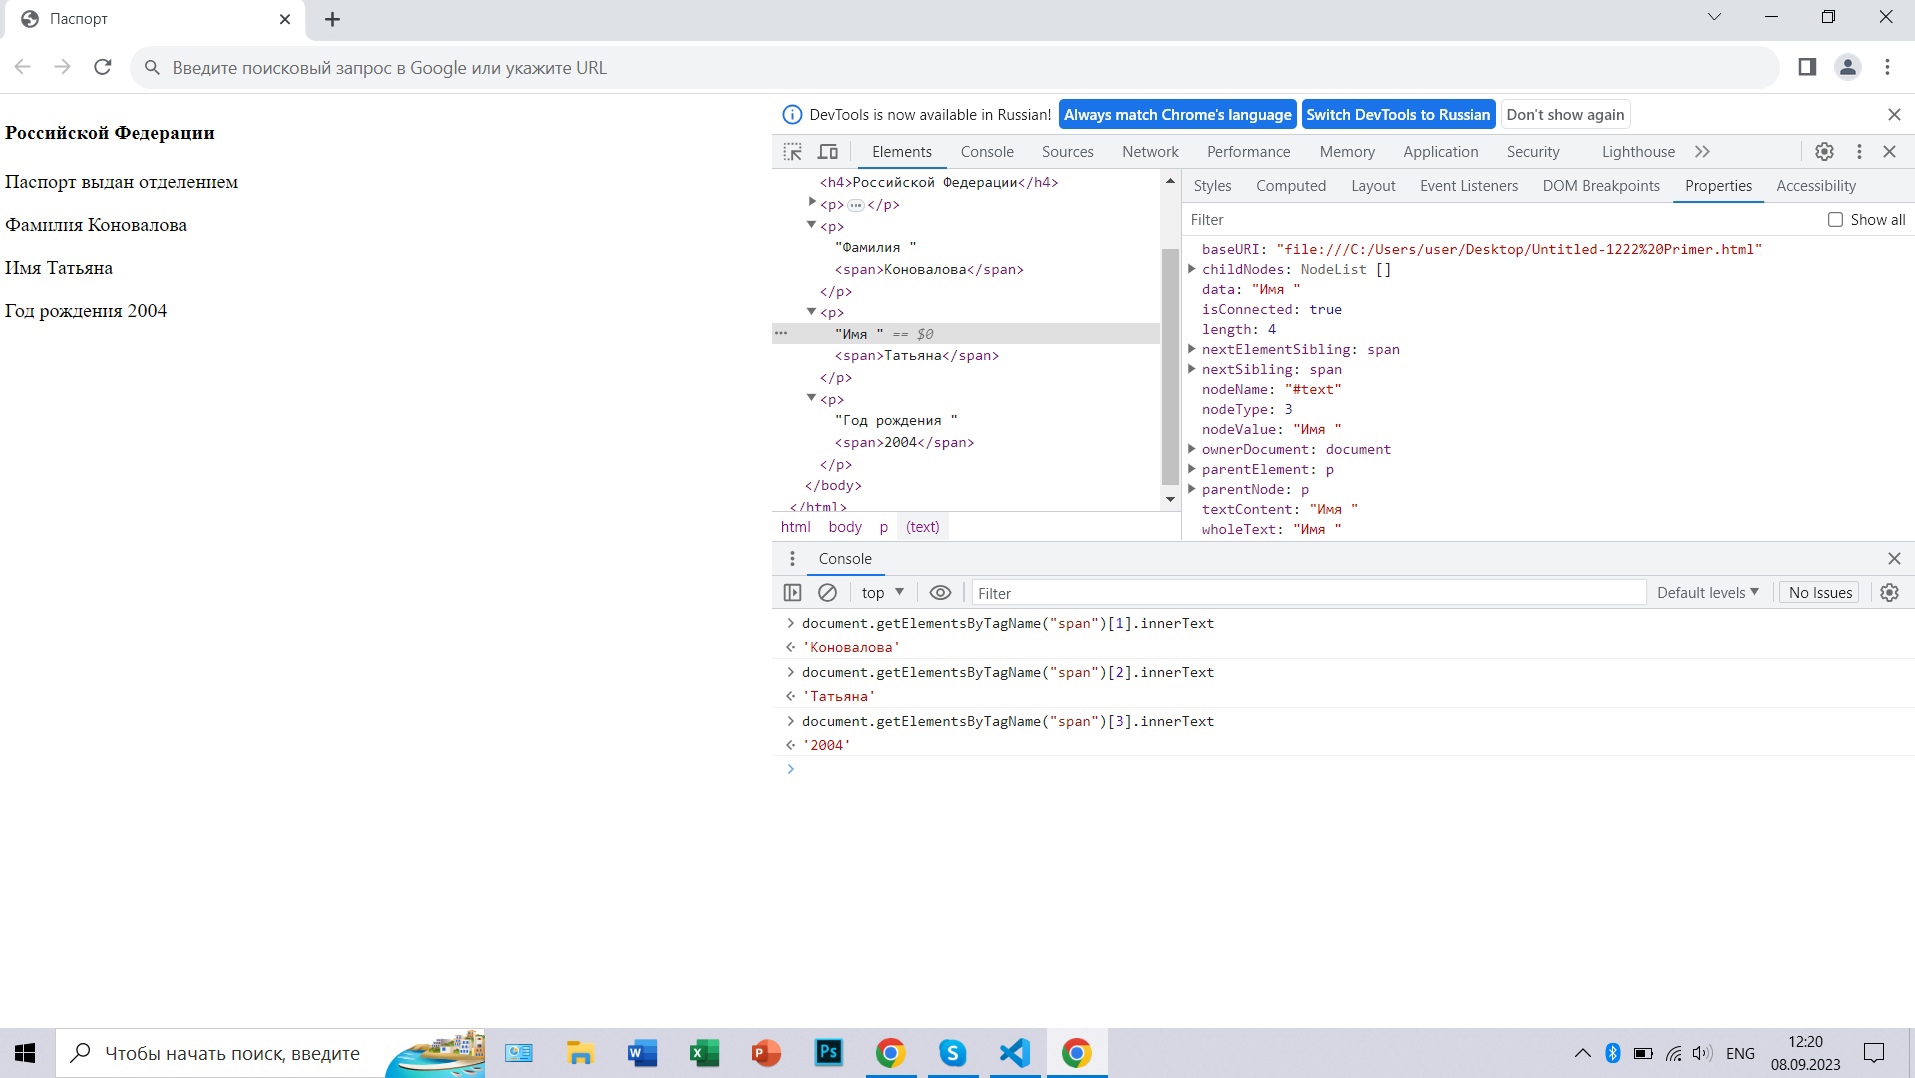 Паспорт
Введите поисковый запрос в Google или укажите URL
Российской Федерации
Паспорт выдан отделением
Фамилия Коновалова
Имя Татьяна
Год рождения 2004
DevTools is now available in Russian! Always match Chrome's language Switch DevTools to Russian Don't show again
Elements Console Sources Network Performance Memory Application Security Lighthouse
<h4>Российской Федерации</h4>
<p>…</p>
<p>
"Фамилия "
<span>Коновалова</span>
</p>
<p>
"Имя " == $0
<span>Татьяна</span>
</p>
<p>
"Год рождения "
<span>2004</span>
</p>
</body>
</html>
html body p (text)
Styles Computed Layout Event Listeners DOM Breakpoints Properties Accessibility
Filter Show all
baseURI: "file:///C:/Users/user/Desktop/Untitled-1222%20Primer.html"
childNodes: NodeList []
data: "Имя "
isConnected: true
length: 4
nextElementSibling: span
nextSibling: span
nodeName: "#text"
nodeType: 3
nodeValue: "Имя "
ownerDocument: document
parentElement: p
parentNode: p
textContent: "Имя "
wholeText: "Имя "
Console
top Filter Default levels No Issues
> document.getElementsByTagName("span")[1].innerText
'Коновалова'
> document.getElementsByTagName("span")[2].innerText
'Татьяна'
> document.getElementsByTagName("span")[3].innerText
'2004'
>
Чтобы начать поиск, введите
ENG
12:20
08.09.2023